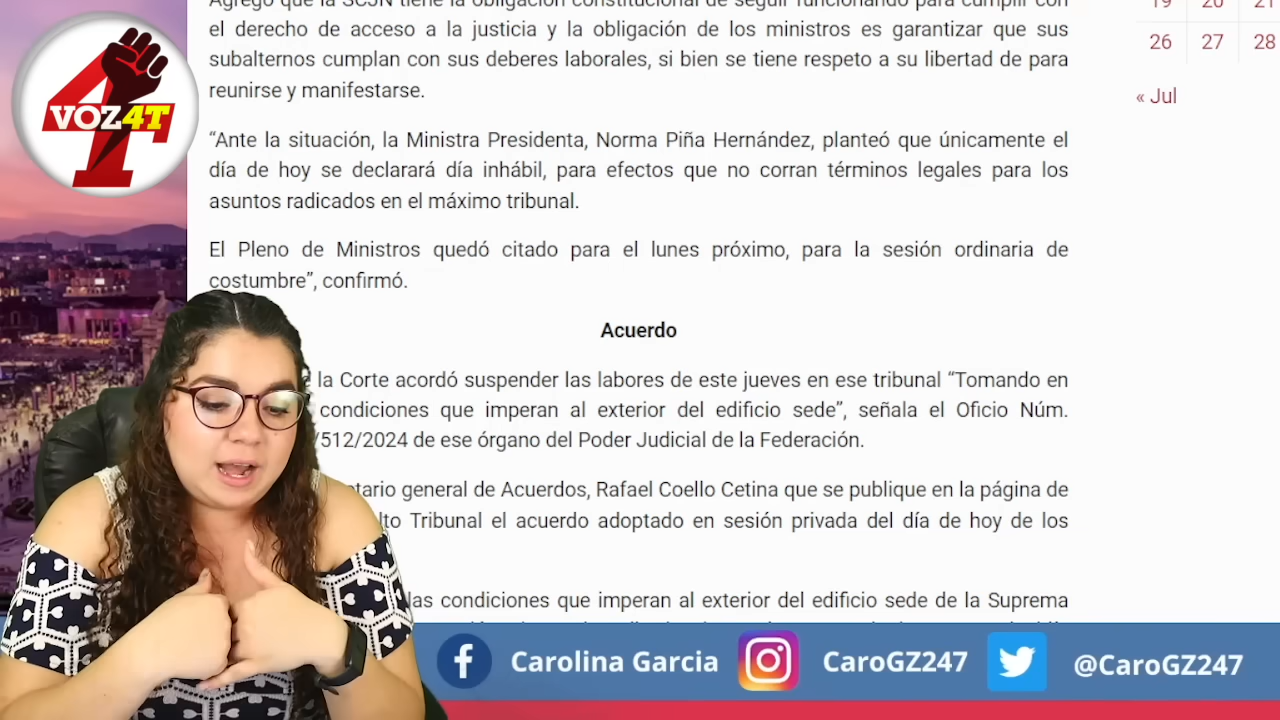 Agregó que la SCJN tiene la obligación constitucional de seguir funcionando para cumplir con
el derecho de acceso a la justicia y la obligación de los ministros es garantizar que sus
subalternos cumplan con sus deberes laborales, si bien se tiene respeto a su libertad de para
reunirse y manifestarse.
“Ante la situación, la Ministra Presidenta, Norma Piña Hernández, planteó que únicamente el
día de hoy se declarará día inhábil, para efectos que no corran términos legales para los
asuntos radicados en el máximo tribunal.
El Pleno de Ministros quedó citado para el lunes próximo, para la sesión ordinaria de
costumbre”, confirmó.
Acuerdo
la Corte acordó suspender las labores de este jueves en ese tribunal “Tomando en
condiciones que imperan al exterior del edificio sede”, señala el Oficio Núm.
/512/2024 de ese órgano del Poder Judicial de la Federación.
general de Acuerdos, Rafael Coello Cetina que se publique en la página de
Tribunal el acuerdo adoptado en sesión privada del día de hoy de los
las condiciones que imperan al exterior del edificio sede de la Suprema
19 20 21
26 27 28
« Jul
4T
VOZ4T
Carolina Garcia
CaroGZ247
@CaroGZ247